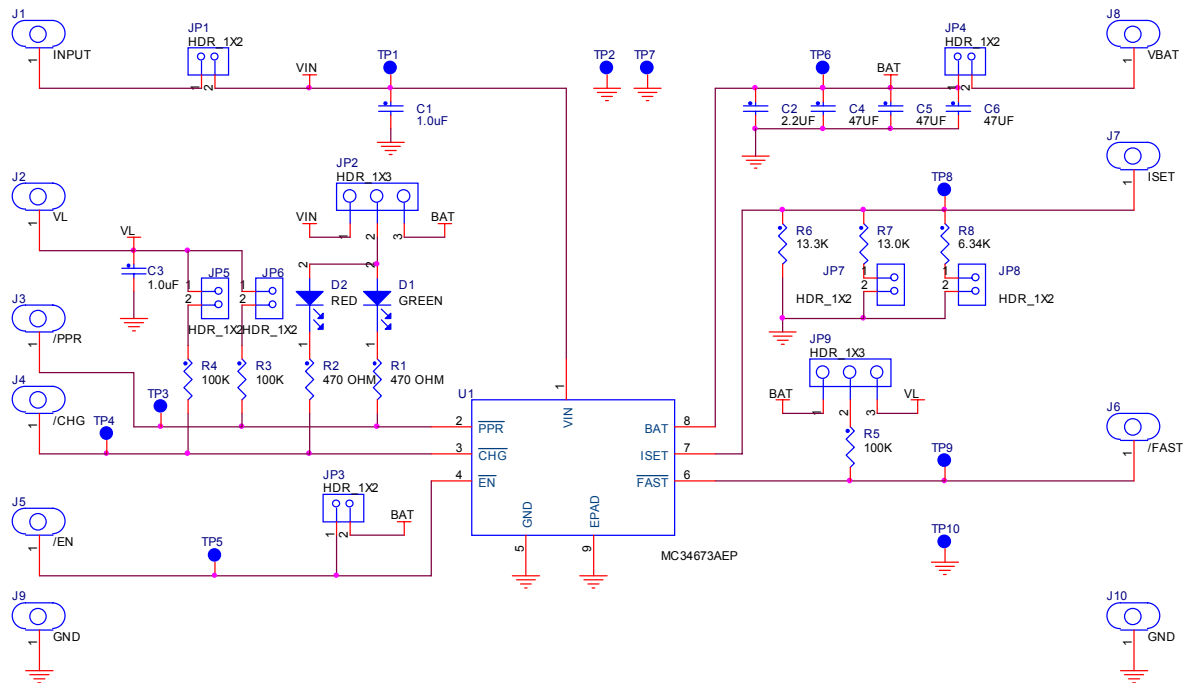 J1
INPUT
1
JP1
HDR_1X2
1
2
VIN
TP1
C1
1.0uF
TP2
TP7
TP6
BAT
JP4
HDR_1X2
1
2
J8
VBAT
1
C2
2.2UF
C4
47UF
C5
47UF
C6
47UF
J7
ISET
1
J2
VL
1
VL
C3
1.0uF
JP2
HDR_1X3
VIN
1
2
3
BAT
TP8
R6
13.3K
R7
13.0K
R8
6.34K
JP7
1
2
HDR_1X2
JP8
1
2
HDR_1X2
JP5
1
2
HDR_1X2
JP6
1
2
HDR_1X2
2
D2
RED
1
2
D1
GREEN
1
J3
/PPR
1
R4
100K
R3
100K
R2
470 OHM
R1
470 OHM
JP9
HDR_1X3
BAT
1
2
3
VL
R5
100K
J4
/CHG
1
TP4
TP3
U1
1
VIN
2
PPR
3
CHG
4
EN
BAT
8
ISET
7
FAST
6
GND
5
EPAD
9
MC34673AEP
TP9
J6
/FAST
1
JP3
HDR_1X2
1
2
BAT
J5
/EN
1
TP5
TP10
J9
GND
1
J10
GND
1